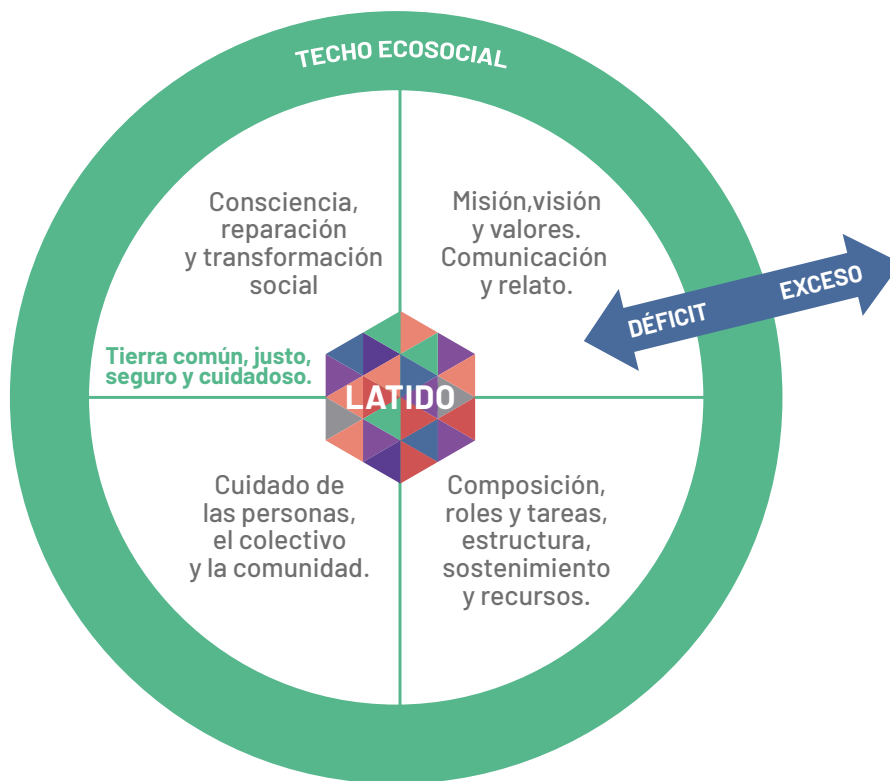 TECHO ECOSOCIAL
Consciencia,
reparación
y transformación
social
Misión,visión
y valores.
Comunicación
y relato.
DÉFICIT
EXCESO
Tierra común, justo,
seguro y cuidadoso.
LATIDO
Cuidado de
las personas,
el colectivo
y la comunidad.
Composición,
roles y tareas,
estructura,
sostenimiento
y recursos.